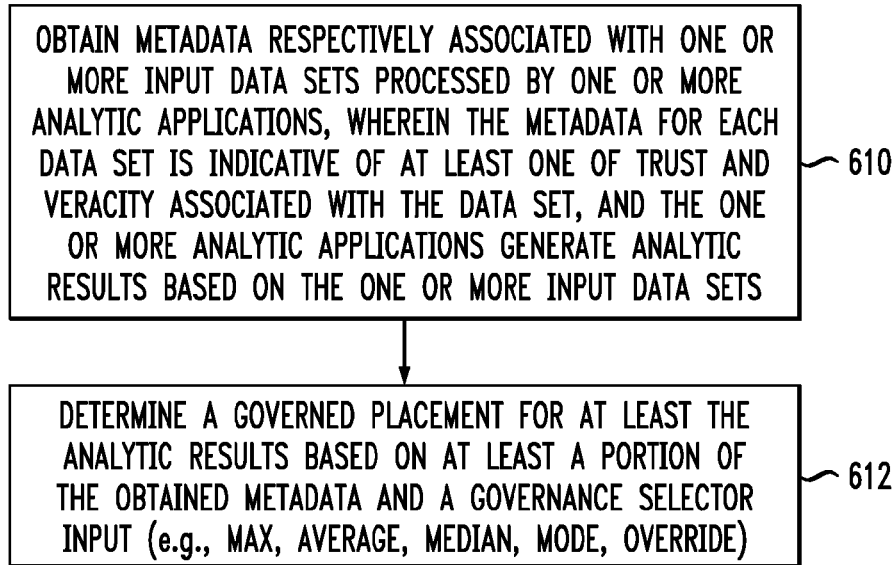 OBTAIN METADATA RESPECTIVELY ASSOCIATED WITH ONE OR
MORE INPUT DATA SETS PROCESSED BY ONE OR MORE
ANALYTIC APPLICATIONS, WHEREIN THE METADATA FOR EACH
DATA SET IS INDICATIVE OF AT LEAST ONE OF TRUST AND
VERACITY ASSOCIATED WITH THE DATA SET, AND THE ONE
OR MORE ANALYTIC APPLICATIONS GENERATE ANALYTIC
RESULTS BASED ON THE ONE OR MORE INPUT DATA SETS
610
DETERMINE A GOVERNED PLACEMENT FOR AT LEAST THE
ANALYTIC RESULTS BASED ON AT LEAST A PORTION OF
THE OBTAINED METADATA AND A GOVERNANCE SELECTOR
INPUT (e.g., MAX, AVERAGE, MEDIAN, MODE, OVERRIDE)
612